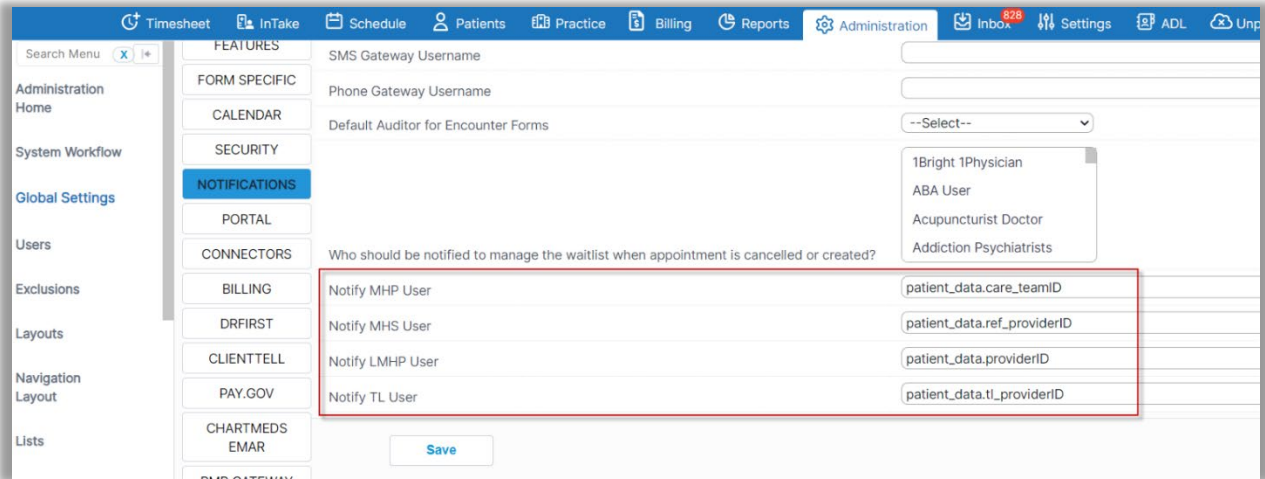 Timesheet InTake Schedule Patients Practice Billing Reports Administration Inbox 828 Settings ADL Unp
Search Menu X
Administration Home
System Workflow
Global Settings
Users
Exclusions
Layouts
Navigation Layout
Lists
FEATURES
FORM SPECIFIC
CALENDAR
SECURITY
NOTIFICATIONS
PORTAL
CONNECTORS
BILLING
DRFIRST
CLIENTTELL
PAY.GOV
CHARTMEDS
EMAR
SMS Gateway Username
Phone Gateway Username
Default Auditor for Encounter Forms --Select--
1Bright 1Physician
ABA User
Acupuncturist Doctor
Addiction Psychiatrists
Who should be notified to manage the waitlist when appointment is cancelled or created?
Notify MHP User patient_data.care_teamID
Notify MHS User patient_data.ref_providerID
Notify LMHP User patient_data.providerID
Notify TL User patient_data.tl_providerID
Save